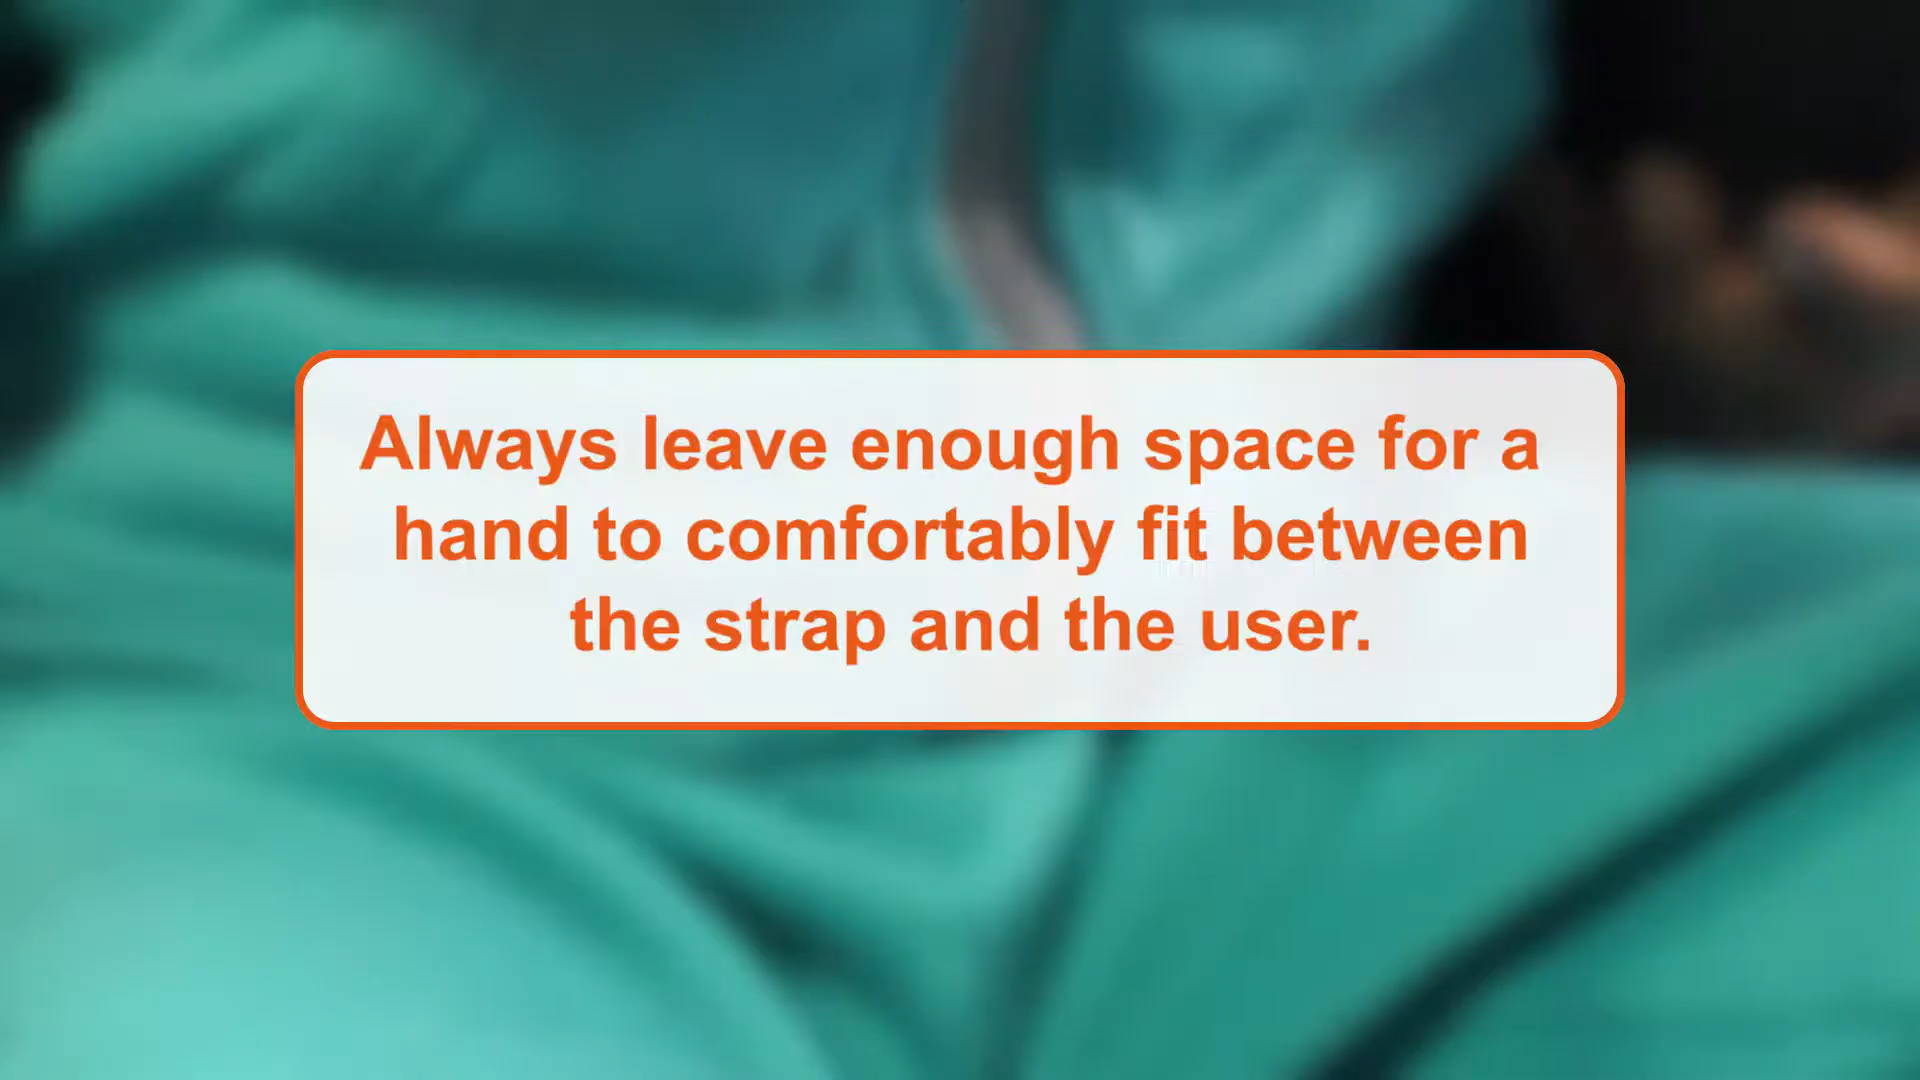 Always leave enough space for a
hand to comfortably fit between
the strap and the user.